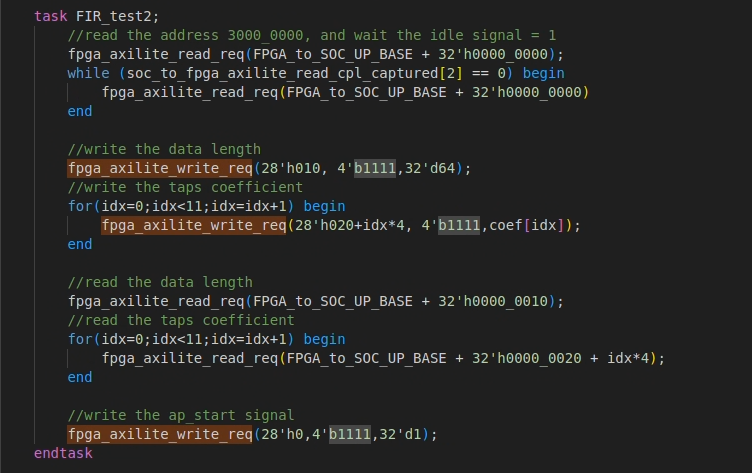 task FIR_test2;
//read the address 3000_0000, and wait the idle signal = 1
fpga_axilite_read_req(FPGA_to_SOC_UP_BASE + 32'h0000_0000);
while (soc_to_fpga_axilite_read_cpl_captured[2] == 0) begin
fpga_axilite_read_req(FPGA_to_SOC_UP_BASE + 32'h0000_0000)
end
//write the data length
fpga_axilite_write_req(28'h010, 4'b1111,32'd64);
//write the taps coefficient
for(idx=0;idx<11;idx=idx+1) begin
fpga_axilite_write_req(28'h020+idx*4, 4'b1111,coef[idx]);
end
//read the data length
fpga_axilite_read_req(FPGA_to_SOC_UP_BASE + 32'h0000_0010);
//read the taps coefficient
for(idx=0;idx<11;idx=idx+1) begin
fpga_axilite_read_req(FPGA_to_SOC_UP_BASE + 32'h0000_0020 + idx*4);
end
//write the ap_start signal
fpga_axilite_write_req(28'h0,4'b1111,32'd1);
endtask